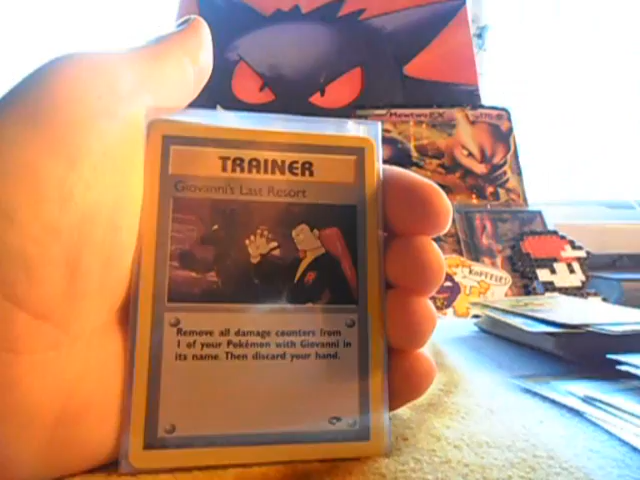 Mewtwo EX
TRAINER
Giovanni's Last Resort
KOFFFEE!
Remove all damage counters from
1 of your Pokémon with Giovanni in
its name. Then discard your hand.